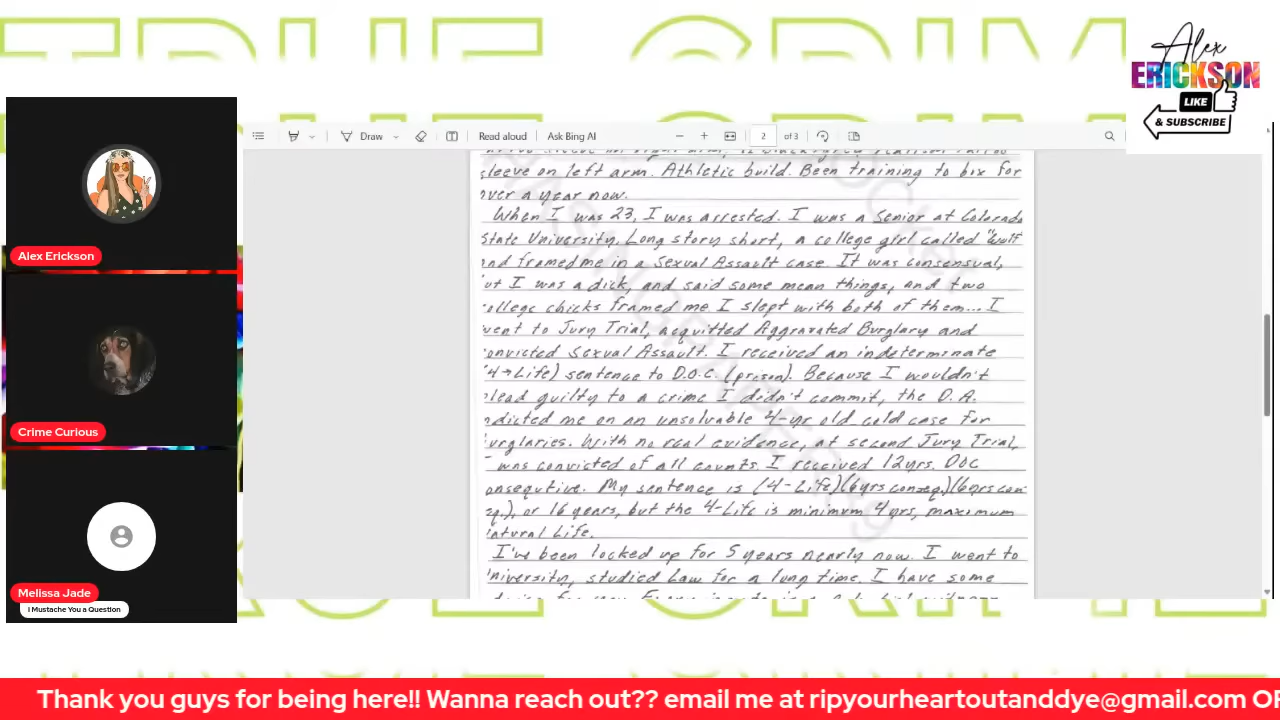 TRUE CRIME
Alex
ERICKSON
LIKE
& SUBSCRIBE
Draw
Read aloud
Ask Bing AI
2
of 3
sleeve on left arm. Athletic build. Been training to box for
over a year now.
When I was 23, I was arrested. I was a Senior at Colorado
State University, Long story short, a college girl called "wolf"
and framed me in a Sexual Assault case. It was consensual,
but I was a dick, and said some mean things, and two
college chicks framed me. I slept with both of them... I
went to Jury Trial, acquitted Aggravated Burglary and
convicted Sexual Assault. I received an indeterminate
(4→Life) sentence to D.O.C. (prison). Because I wouldn't
plead guilty to a crime I didn't commit, the D.A.
indicted me on an unsolvable 4-yr old cold case for
burglaries. With no real evidence, at second Jury Trial,
I was convicted of all counts. I received 12yrs. DOC
consequtive. My sentence is (4-Life)(6yrs conseq.)(6yrs con-
seq.), or 16 years, but the 4-Life is minimum 4yrs, maximum
natural Life.
I've been locked up for 5 years nearly now. I went to
University, studied Law for a long time. I have some
Alex Erickson
Crime Curious
Melissa Jade
I Mustache You a Question
Thank you guys for being here!! Wanna reach out?? email me at ripyourheartoutanddye@gmail.com OR